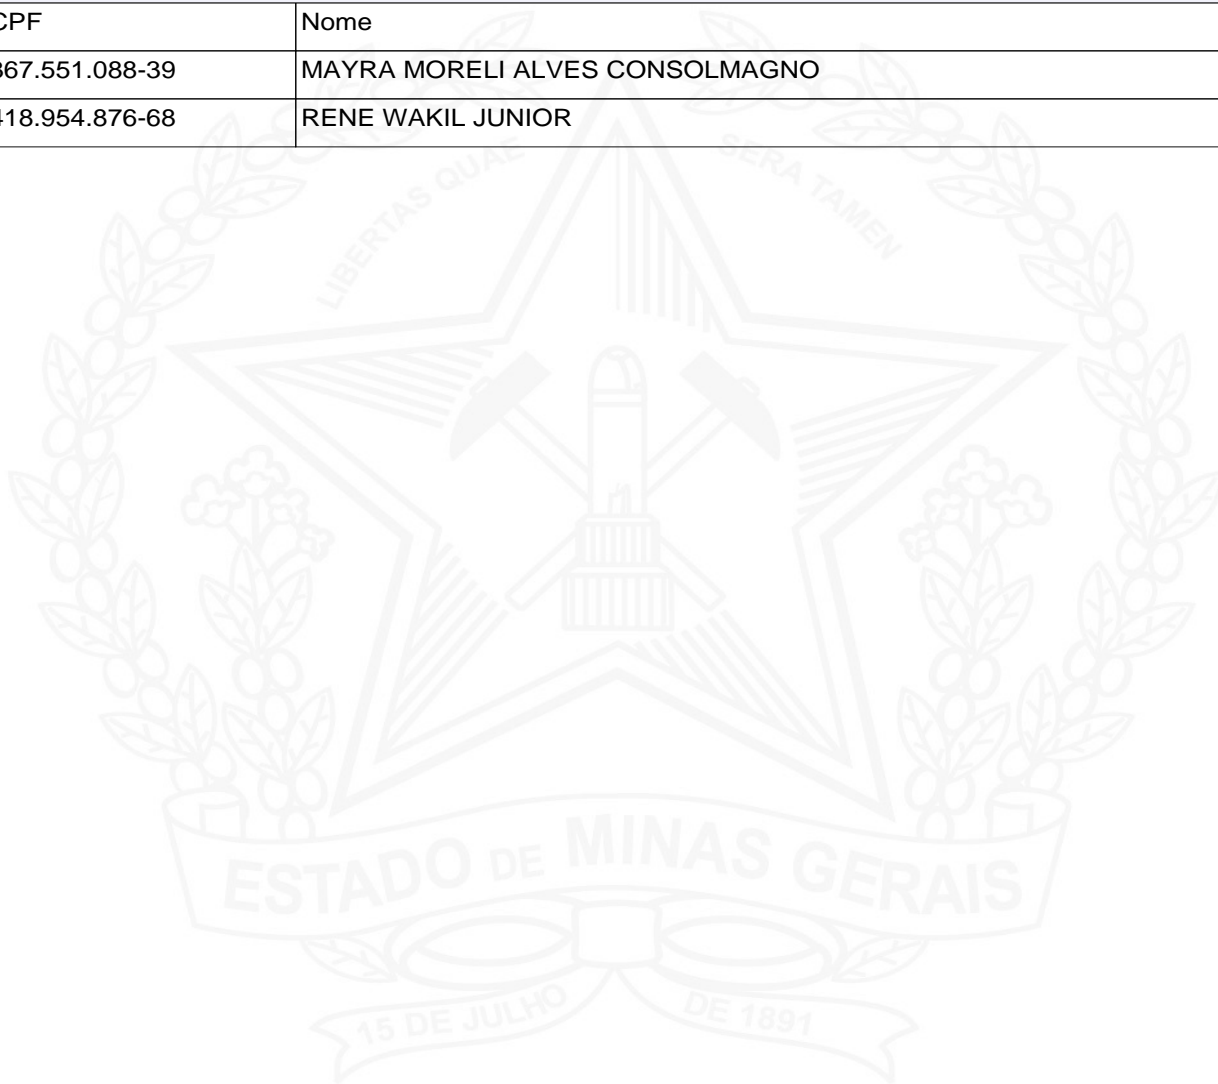 CPF Nome
367.551.088-39 MAYRA MORELI ALVES CONSOLMAGNO
418.954.876-68 RENE WAKIL JUNIOR
LIBERTAS QUAE SERA TAMEN
ESTADO DE MINAS GERAIS
15 DE JULHO DE 1891